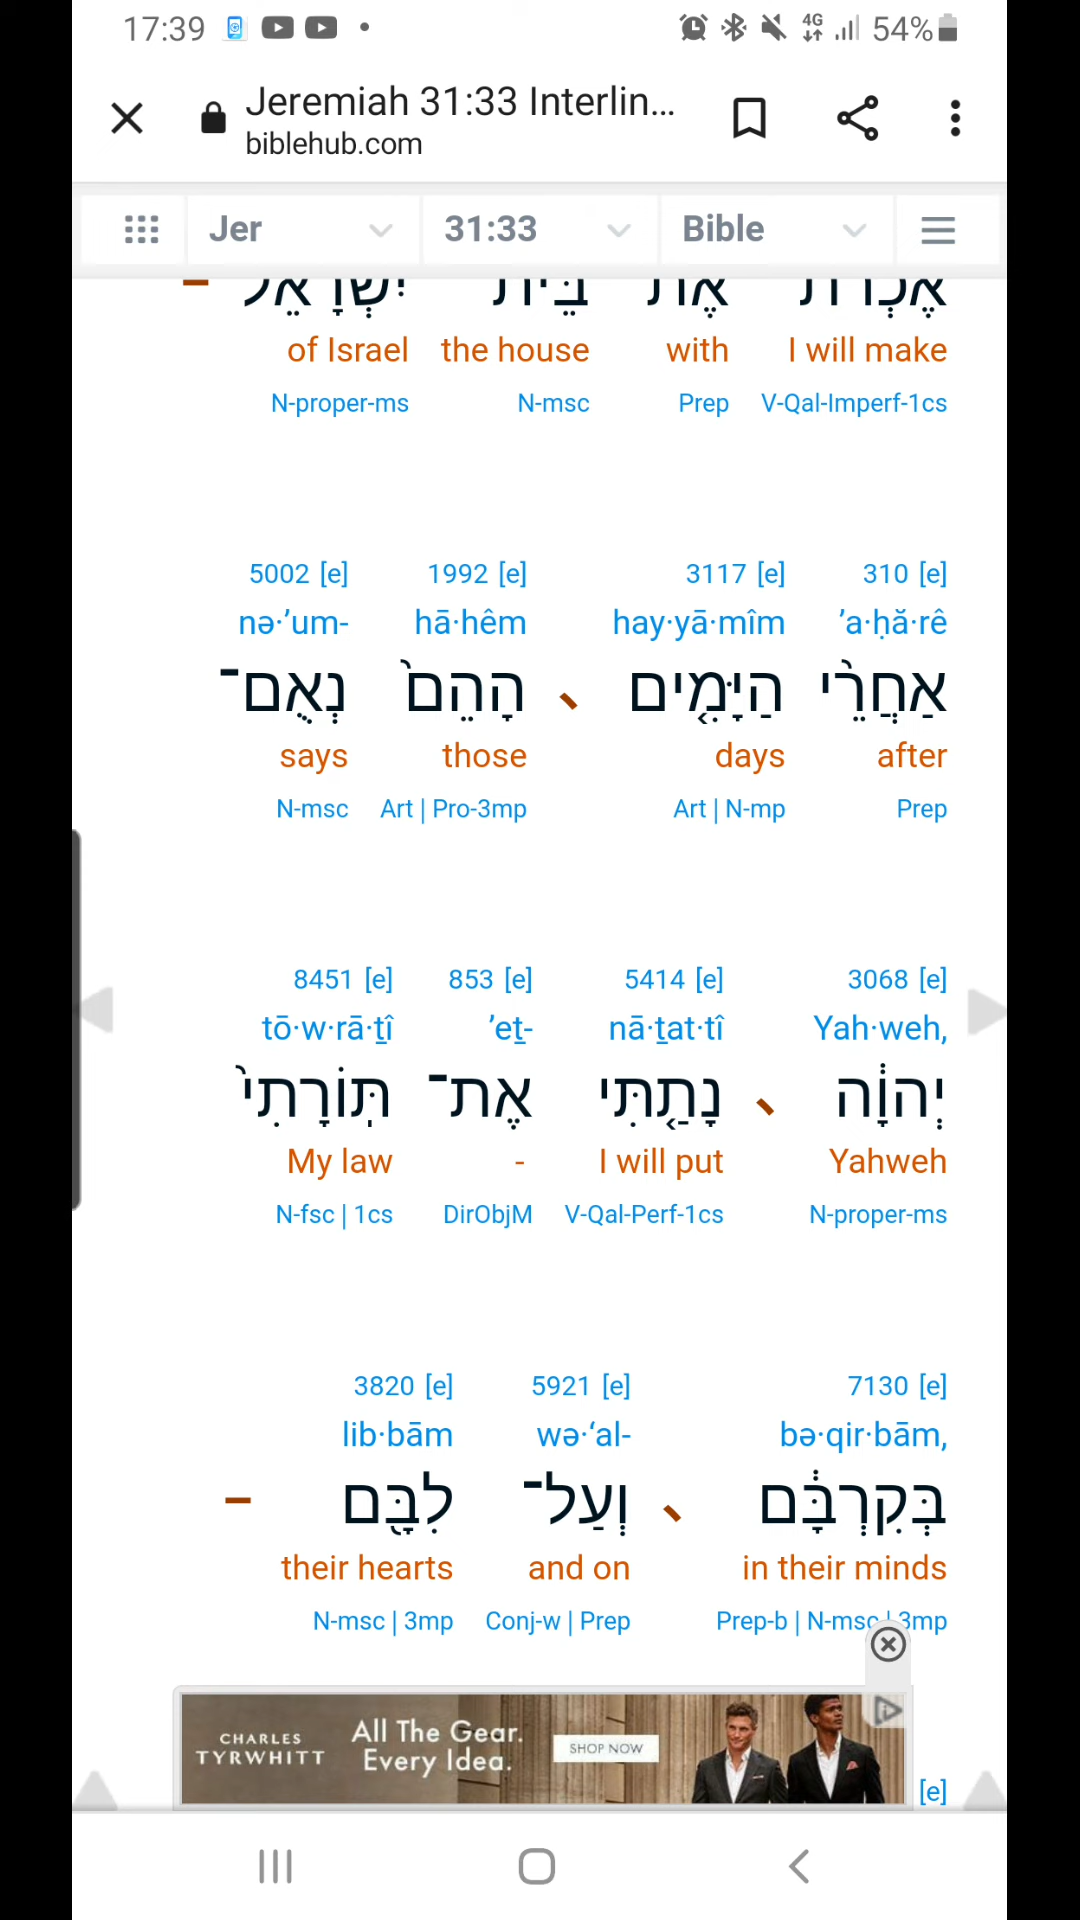 17:39 4G 54%
Jeremiah 31:33 Interlin...
biblehub.com
Jer 31:33 Bible
אֶכְרֹת אֶת בֵּית יִשְׂרָאֵל –
of Israel the house with I will make
N-proper-ms N-msc Prep V-Qal-Imperf-1cs
5002 [e] 1992 [e] 3117 [e] 310 [e]
nə·’um- hā·hêm hay·yā·mîm ’a·ḥă·rê
אַחֲרֵ֨י הַיָּמִ֤ים 、 הָהֵם֙ נְאֻם־
says those days after
N-msc Art | Pro-3mp Art | N-mp Prep
8451 [e] 853 [e] 5414 [e] 3068 [e]
tō·w·rā·ṯî ’eṯ- nā·ṯat·tî Yah·weh,
יְהוָ֔ה 、 נָתַ֤תִּי אֶת־ תּֽוֹרָתִי֙
My law - I will put Yahweh
N-fsc | 1cs DirObjM V-Qal-Perf-1cs N-proper-ms
3820 [e] 5921 [e] 7130 [e]
lib·bām wə·‘al- bə·qir·bām,
בְּקִרְבָּ֔ם 、 וְעַל־ לִבָּ֖ם –
their hearts and on in their minds
N-msc | 3mp Conj-w | Prep Prep-b | N-msc | 3mp
CHARLES TYRWHITT All The Gear. Every Idea. SHOP NOW
[e]